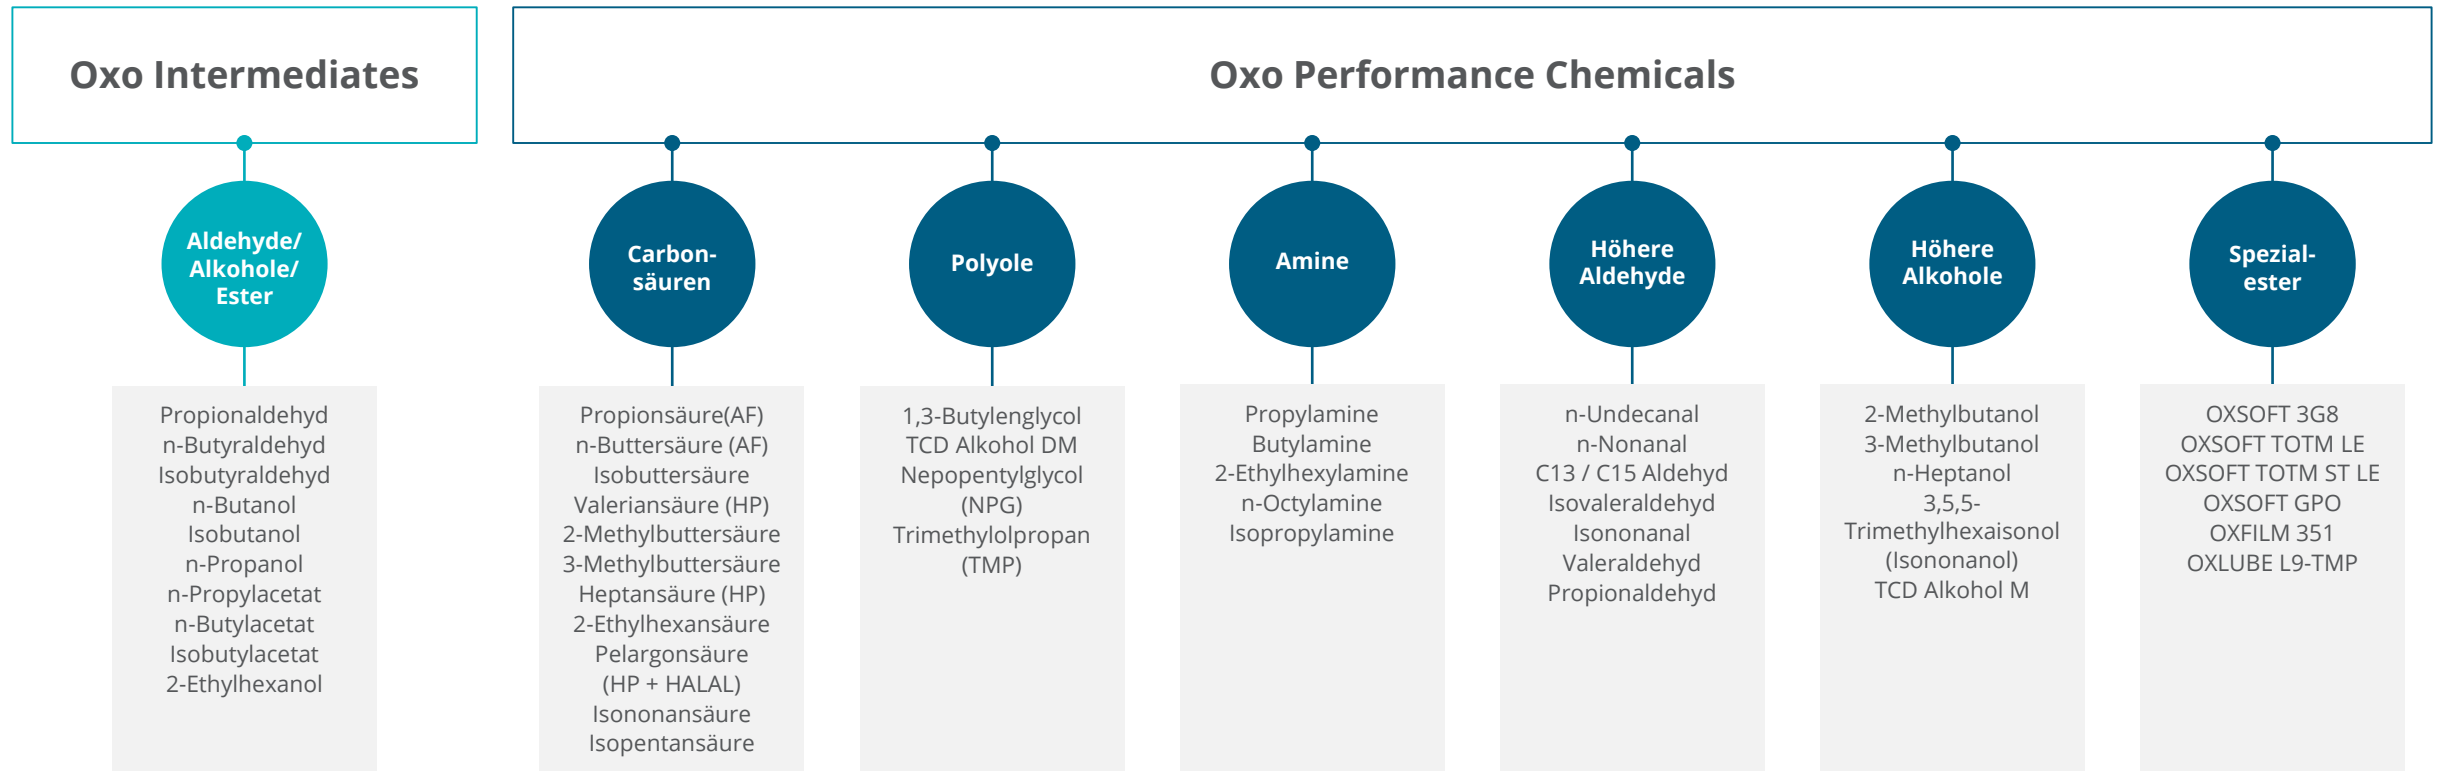 Oxo Intermediates
Oxo Performance Chemicals
Aldehyde/
Alkohole/
Ester
Propionaldehyd
n-Butyraldehyd
Isobutyraldehyd
n-Butanol
Isobutanol
n-Propanol
n-Propylacetat
n-Butylacetat
Isobutylacetat
2-Ethylhexanol
Carbon-
säuren
Propionsäure(AF)
n-Buttersäure (AF)
Isobuttersäure
Valeriansäure (HP)
2-Methylbuttersäure
3-Methylbuttersäure
Heptansäure (HP)
2-Ethylhexansäure
Pelargonsäure
(HP + HALAL)
Isononansäure
Isopentansäure
Polyole
1,3-Butylenglycol
TCD Alkohol DM
Nepopentylglycol
(NPG)
Trimethylolpropan
(TMP)
Amine
Propylamine
Butylamine
2-Ethylhexylamine
n-Octylamine
Isopropylamine
Höhere
Aldehyde
n-Undecanal
n-Nonanal
C13 / C15 Aldehyd
Isovaleraldehyd
Isononanal
Valeraldehyd
Propionaldehyd
Höhere
Alkohole
2-Methylbutanol
3-Methylbutanol
n-Heptanol
3,5,5-
Trimethylhexaisonol
(Isononanol)
TCD Alkohol M
Spezial-
ester
OXSOFT 3G8
OXSOFT TOTM LE
OXSOFT TOTM ST LE
OXSOFT GPO
OXFILM 351
OXLUBE L9-TMP